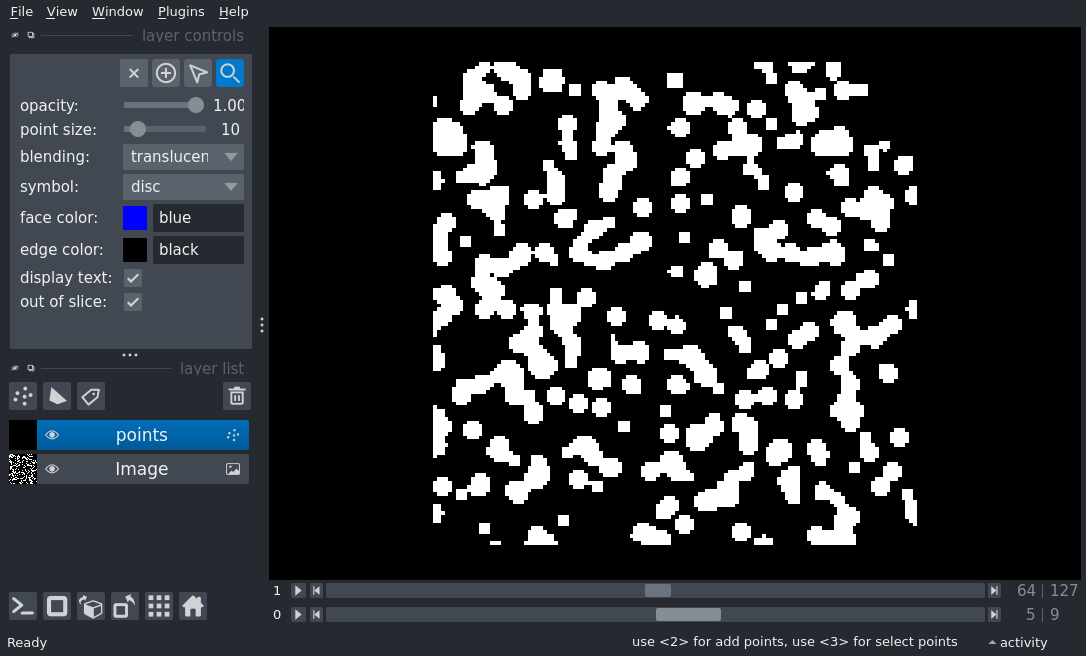 File View Window Plugins Help
layer controls
opacity: 1.00
point size: 10
blending: translucen
symbol: disc
face color: blue
edge color: black
display text:
out of slice:
layer list
points
Image
1 64 | 127
0 5 | 9
Ready use <2> for add points, use <3> for select points activity